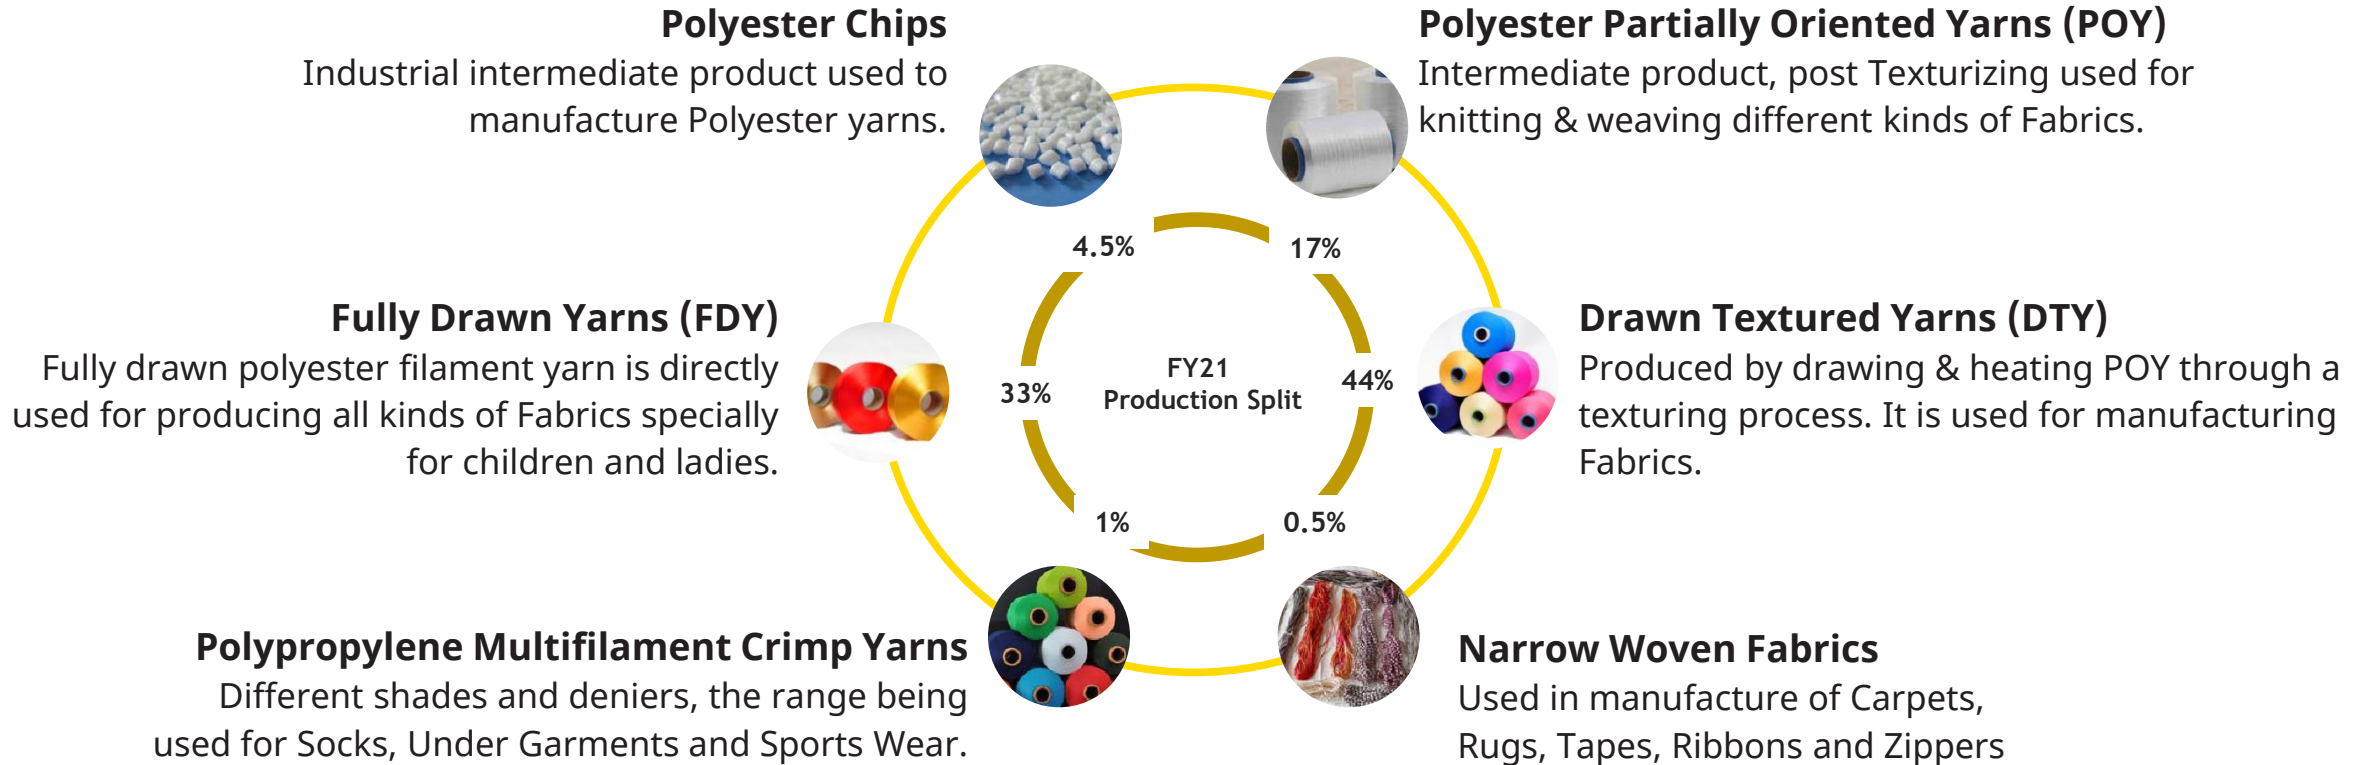 Polyester Chips
Industrial intermediate product used to
manufacture Polyester yarns.
Polyester Partially Oriented Yarns (POY)
Intermediate product, post Texturizing used for
knitting & weaving different kinds of Fabrics.
4.5%
17%
Fully Drawn Yarns (FDY)
Fully drawn polyester filament yarn is directly
used for producing all kinds of Fabrics specially
for children and ladies.
33%
FY21
Production Split
44%
Drawn Textured Yarns (DTY)
Produced by drawing & heating POY through a
texturing process. It is used for manufacturing
Fabrics.
1%
0.5%
Polypropylene Multifilament Crimp Yarns
Different shades and deniers, the range being
used for Socks, Under Garments and Sports Wear.
Narrow Woven Fabrics
Used in manufacture of Carpets,
Rugs, Tapes, Ribbons and Zippers